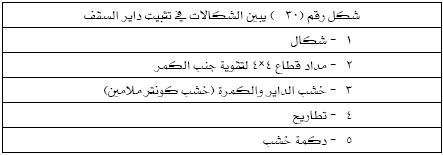 شكل رقم (٣٠ ) يبين الشكالات في تثبيت داير السقف
١ - شكال
٢ - مداد قطاع ٤*٤ لتقوية جنب الكمر
٣ - خشب الداير والكمرة (خشب كونتر ملامين)
٤ - تطاريح
٥ - دكمة خشب